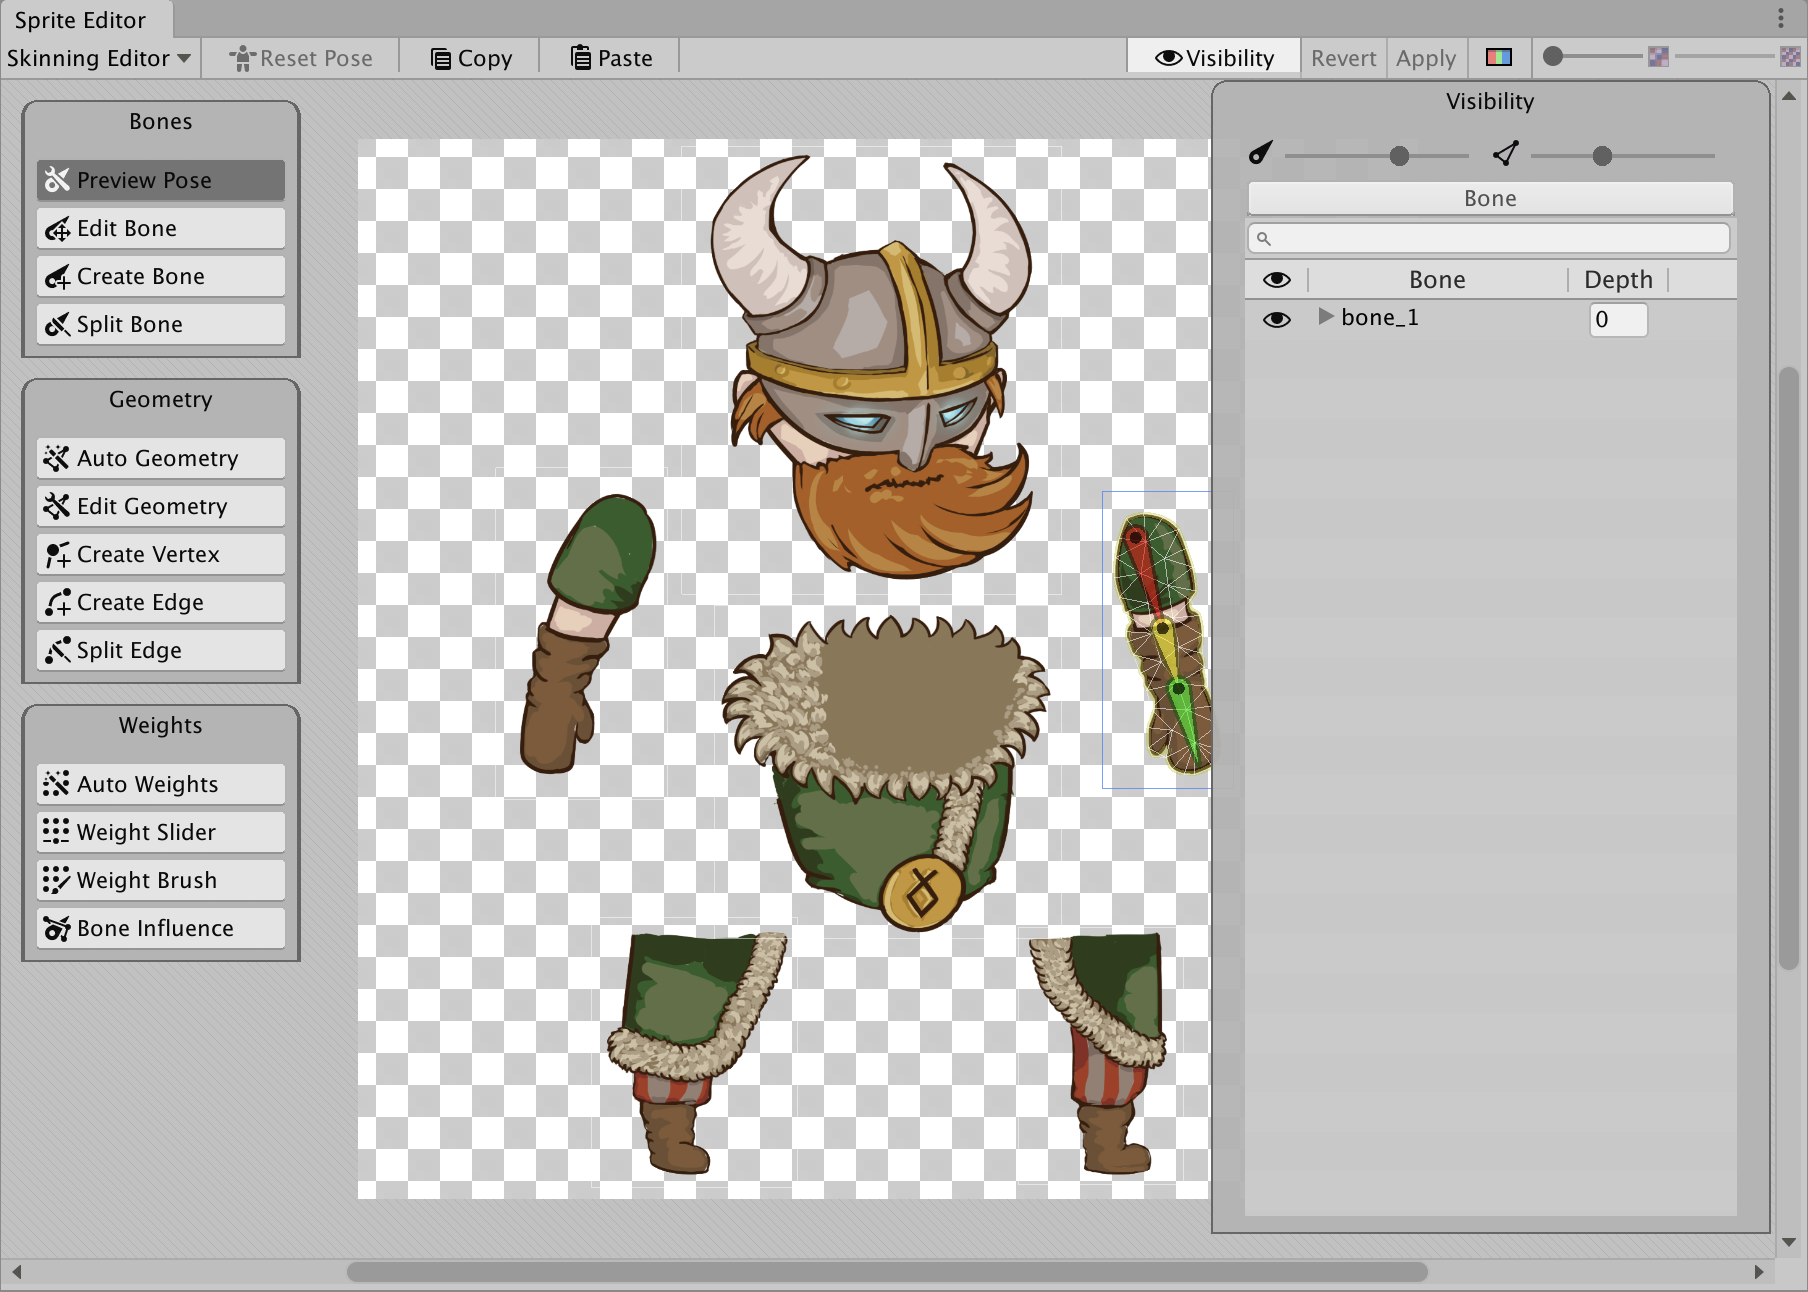 Sprite Editor
Skinning Editor Reset Pose Copy Paste Visibility Revert Apply
Bones
Preview Pose
Edit Bone
Create Bone
Split Bone
Geometry
Auto Geometry
Edit Geometry
Create Vertex
Create Edge
Split Edge
Weights
Auto Weights
Weight Slider
Weight Brush
Bone Influence
Visibility
Bone
Bone Depth
bone_1 0